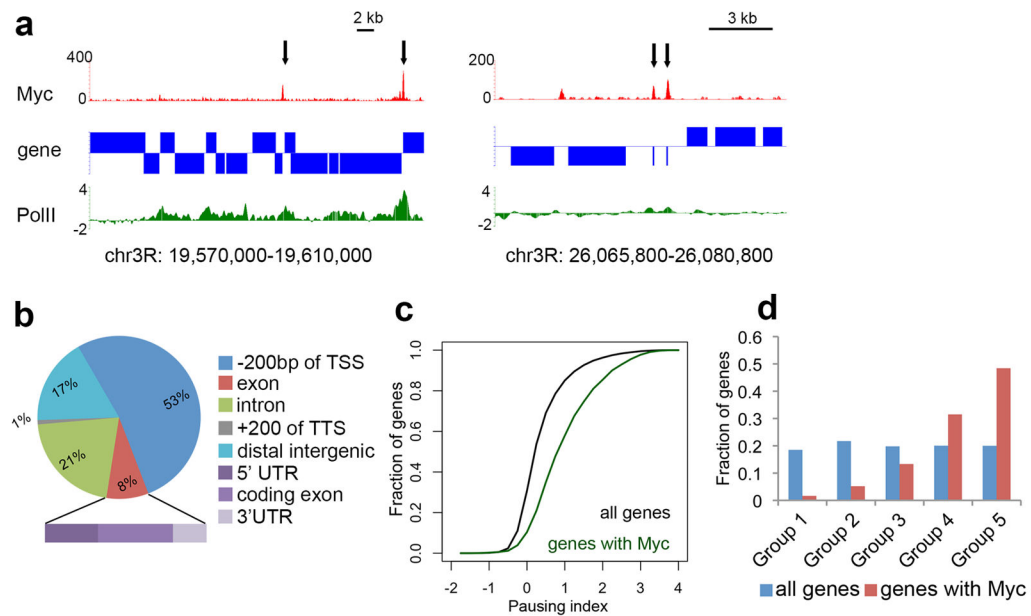 a
2 kb
3 kb
400
Myc
0
200
0
gene
4
PolII
-2
4
-2
chr3R: 19,570,000-19,610,000
chr3R: 26,065,800-26,080,800
b
53%
17%
1%
21%
8%
-200bp of TSS
exon
intron
+200 of TTS
distal intergenic
5' UTR
coding exon
3'UTR
c
Fraction of genes
1.0
0.8
0.6
0.4
0.2
0.0
all genes
genes with Myc
-2 -1 0 1 2 3 4
Pausing index
d
Fraction of genes
0.6
0.5
0.4
0.3
0.2
0.1
0
Group 1
Group 2
Group 3
Group 4
Group 5
all genes
genes with Myc